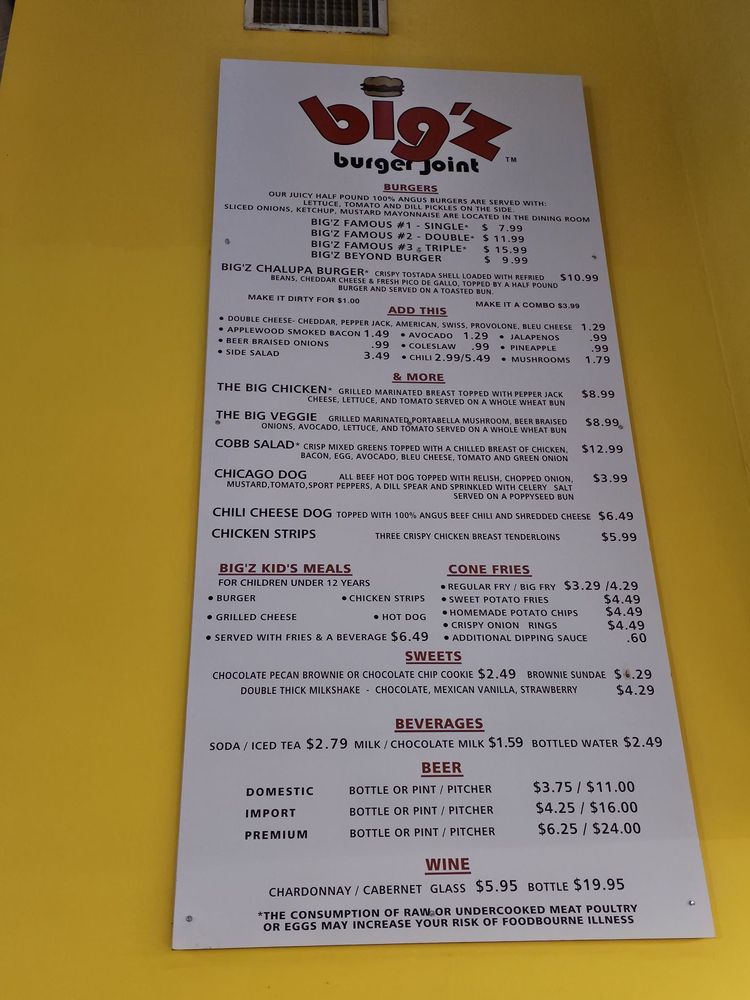 big'z
burger joint TM
BURGERS
OUR JUICY HALF POUND 100% ANGUS BURGERS ARE SERVED WITH:
LETTUCE, TOMATO AND DILL PICKLES ON THE SIDE.
SLICED ONIONS, KETCHUP, MUSTARD MAYONNAISE ARE LOCATED IN THE DINING ROOM
BIG'Z FAMOUS #1 - SINGLE* $ 7.99
BIG'Z FAMOUS #2 - DOUBLE* $ 11.99
BIG'Z FAMOUS #3 - TRIPLE* $ 15.99
BIG'Z BEYOND BURGER $ 9.99
BIG'Z CHALUPA BURGER* CRISPY TOSTADA SHELL LOADED WITH REFRIED $10.99
BEANS, CHEDDAR CHEESE & FRESH PICO DE GALLO, TOPPED BY A HALF POUND
BURGER AND SERVED ON A TOASTED BUN.
MAKE IT DIRTY FOR $1.00 MAKE IT A COMBO $3.99
ADD THIS
• DOUBLE CHEESE- CHEDDAR, PEPPER JACK, AMERICAN, SWISS, PROVOLONE, BLEU CHEESE 1.29
• APPLEWOOD SMOKED BACON 1.49 • AVOCADO 1.29 • JALAPENOS .99
• BEER BRAISED ONIONS .99 • COLESLAW .99 • PINEAPPLE .99
• SIDE SALAD 3.49 • CHILI 2.99/5.49 • MUSHROOMS 1.79
& MORE
THE BIG CHICKEN* GRILLED MARINATED BREAST TOPPED WITH PEPPER JACK $8.99
CHEESE, LETTUCE, AND TOMATO SERVED ON A WHOLE WHEAT BUN
THE BIG VEGGIE GRILLED MARINATED PORTABELLA MUSHROOM, BEER BRAISED $8.99
ONIONS, AVOCADO, LETTUCE, AND TOMATO SERVED ON A WHOLE WHEAT BUN
COBB SALAD* CRISP MIXED GREENS TOPPED WITH A CHILLED BREAST OF CHICKEN, $12.99
BACON, EGG, AVOCADO, BLEU CHEESE, TOMATO AND GREEN ONION
CHICAGO DOG ALL BEEF HOT DOG TOPPED WITH RELISH, CHOPPED ONION, $3.99
MUSTARD,TOMATO,SPORT PEPPERS, A DILL SPEAR AND SPRINKLED WITH CELERY SALT
SERVED ON A POPPYSEED BUN
CHILI CHEESE DOG TOPPED WITH 100% ANGUS BEEF CHILI AND SHREDDED CHEESE $6.49
CHICKEN STRIPS THREE CRISPY CHICKEN BREAST TENDERLOINS $5.99
BIG'Z KID'S MEALS
FOR CHILDREN UNDER 12 YEARS
• BURGER • CHICKEN STRIPS
• GRILLED CHEESE • HOT DOG
• SERVED WITH FRIES & A BEVERAGE $6.49
CONE FRIES
• REGULAR FRY / BIG FRY $3.29 /4.29
• SWEET POTATO FRIES $4.49
• HOMEMADE POTATO CHIPS $4.49
• CRISPY ONION RINGS $4.49
• ADDITIONAL DIPPING SAUCE .60
SWEETS
CHOCOLATE PECAN BROWNIE OR CHOCOLATE CHIP COOKIE $2.49 BROWNIE SUNDAE
DOUBLE THICK MILKSHAKE - CHOCOLATE, MEXICAN VANILLA, STRAWBERRY $4.29
BEVERAGES
SODA / ICED TEA $2.79 MILK / CHOCOLATE MILK $1.59 BOTTLED WATER $2.49
BEER
DOMESTIC BOTTLE OR PINT / PITCHER $3.75 / $11.00
IMPORT BOTTLE OR PINT / PITCHER $4.25 / $16.00
PREMIUM BOTTLE OR PINT / PITCHER $6.25 / $24.00
WINE
CHARDONNAY / CABERNET GLASS $5.95 BOTTLE $19.95
*THE CONSUMPTION OF RAW OR UNDERCOOKED MEAT POULTRY
OR EGGS MAY INCREASE YOUR RISK OF FOODBOURNE ILLNESS